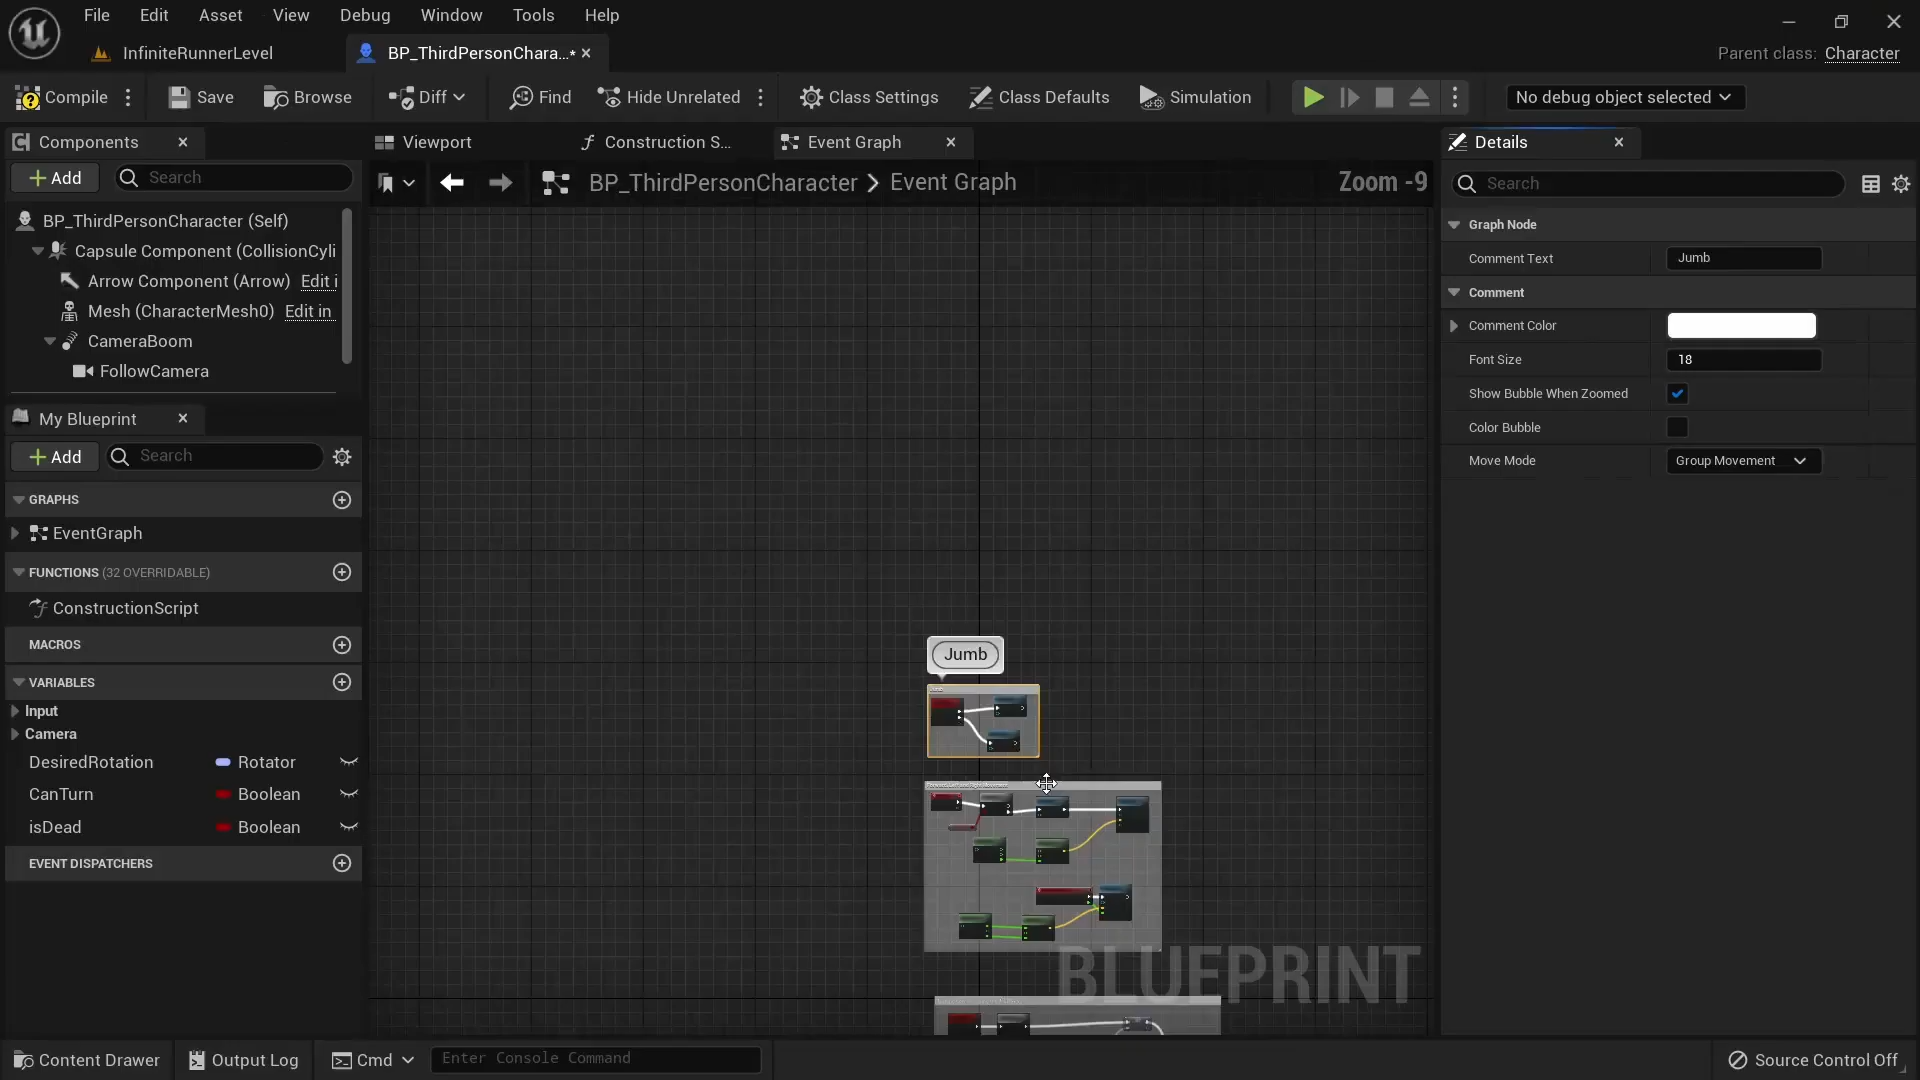 File Edit Asset View Debug Window Tools Help
InfiniteRunnerLevel
BP_ThirdPersonChara...*
Parent class: Character
Compile
Save
Browse
Diff
Find
Hide Unrelated
Class Settings
Class Defaults
Simulation
No debug object selected
Components
Viewport
Construction S...
Event Graph
Details
Add
Search
BP_ThirdPersonCharacter > Event Graph
Zoom -9
Search
BP_ThirdPersonCharacter (Self)
Capsule Component (CollisionCyli
Arrow Component (Arrow) Edit i
Mesh (CharacterMesh0) Edit in
CameraBoom
FollowCamera
Graph Node
Comment Text Jumb
Comment
Comment Color
Font Size 18
Show Bubble When Zoomed
Color Bubble
Move Mode Group Movement
My Blueprint
Add
Search
GRAPHS
EventGraph
FUNCTIONS (32 OVERRIDABLE)
ConstructionScript
MACROS
VARIABLES
Input
Camera
DesiredRotation Rotator
CanTurn Boolean
isDead Boolean
EVENT DISPATCHERS
Jumb
BLUEPRINT
Content Drawer
Output Log
Cmd
Enter Console Command
Source Control Off